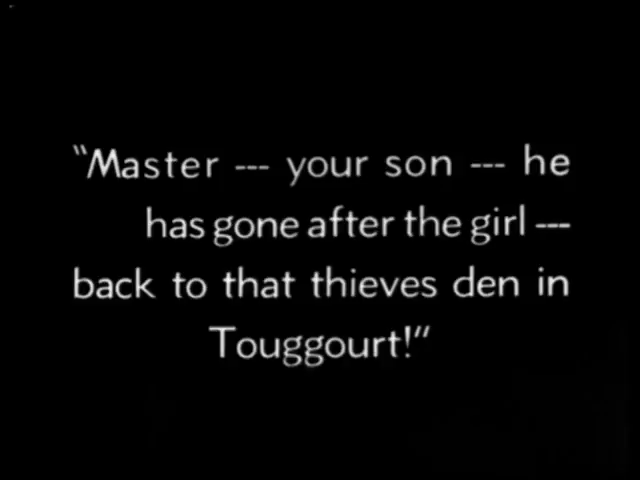 "Master --- your son --- he
has gone after the girl ---
back to that thieves den in
Touggourt!"